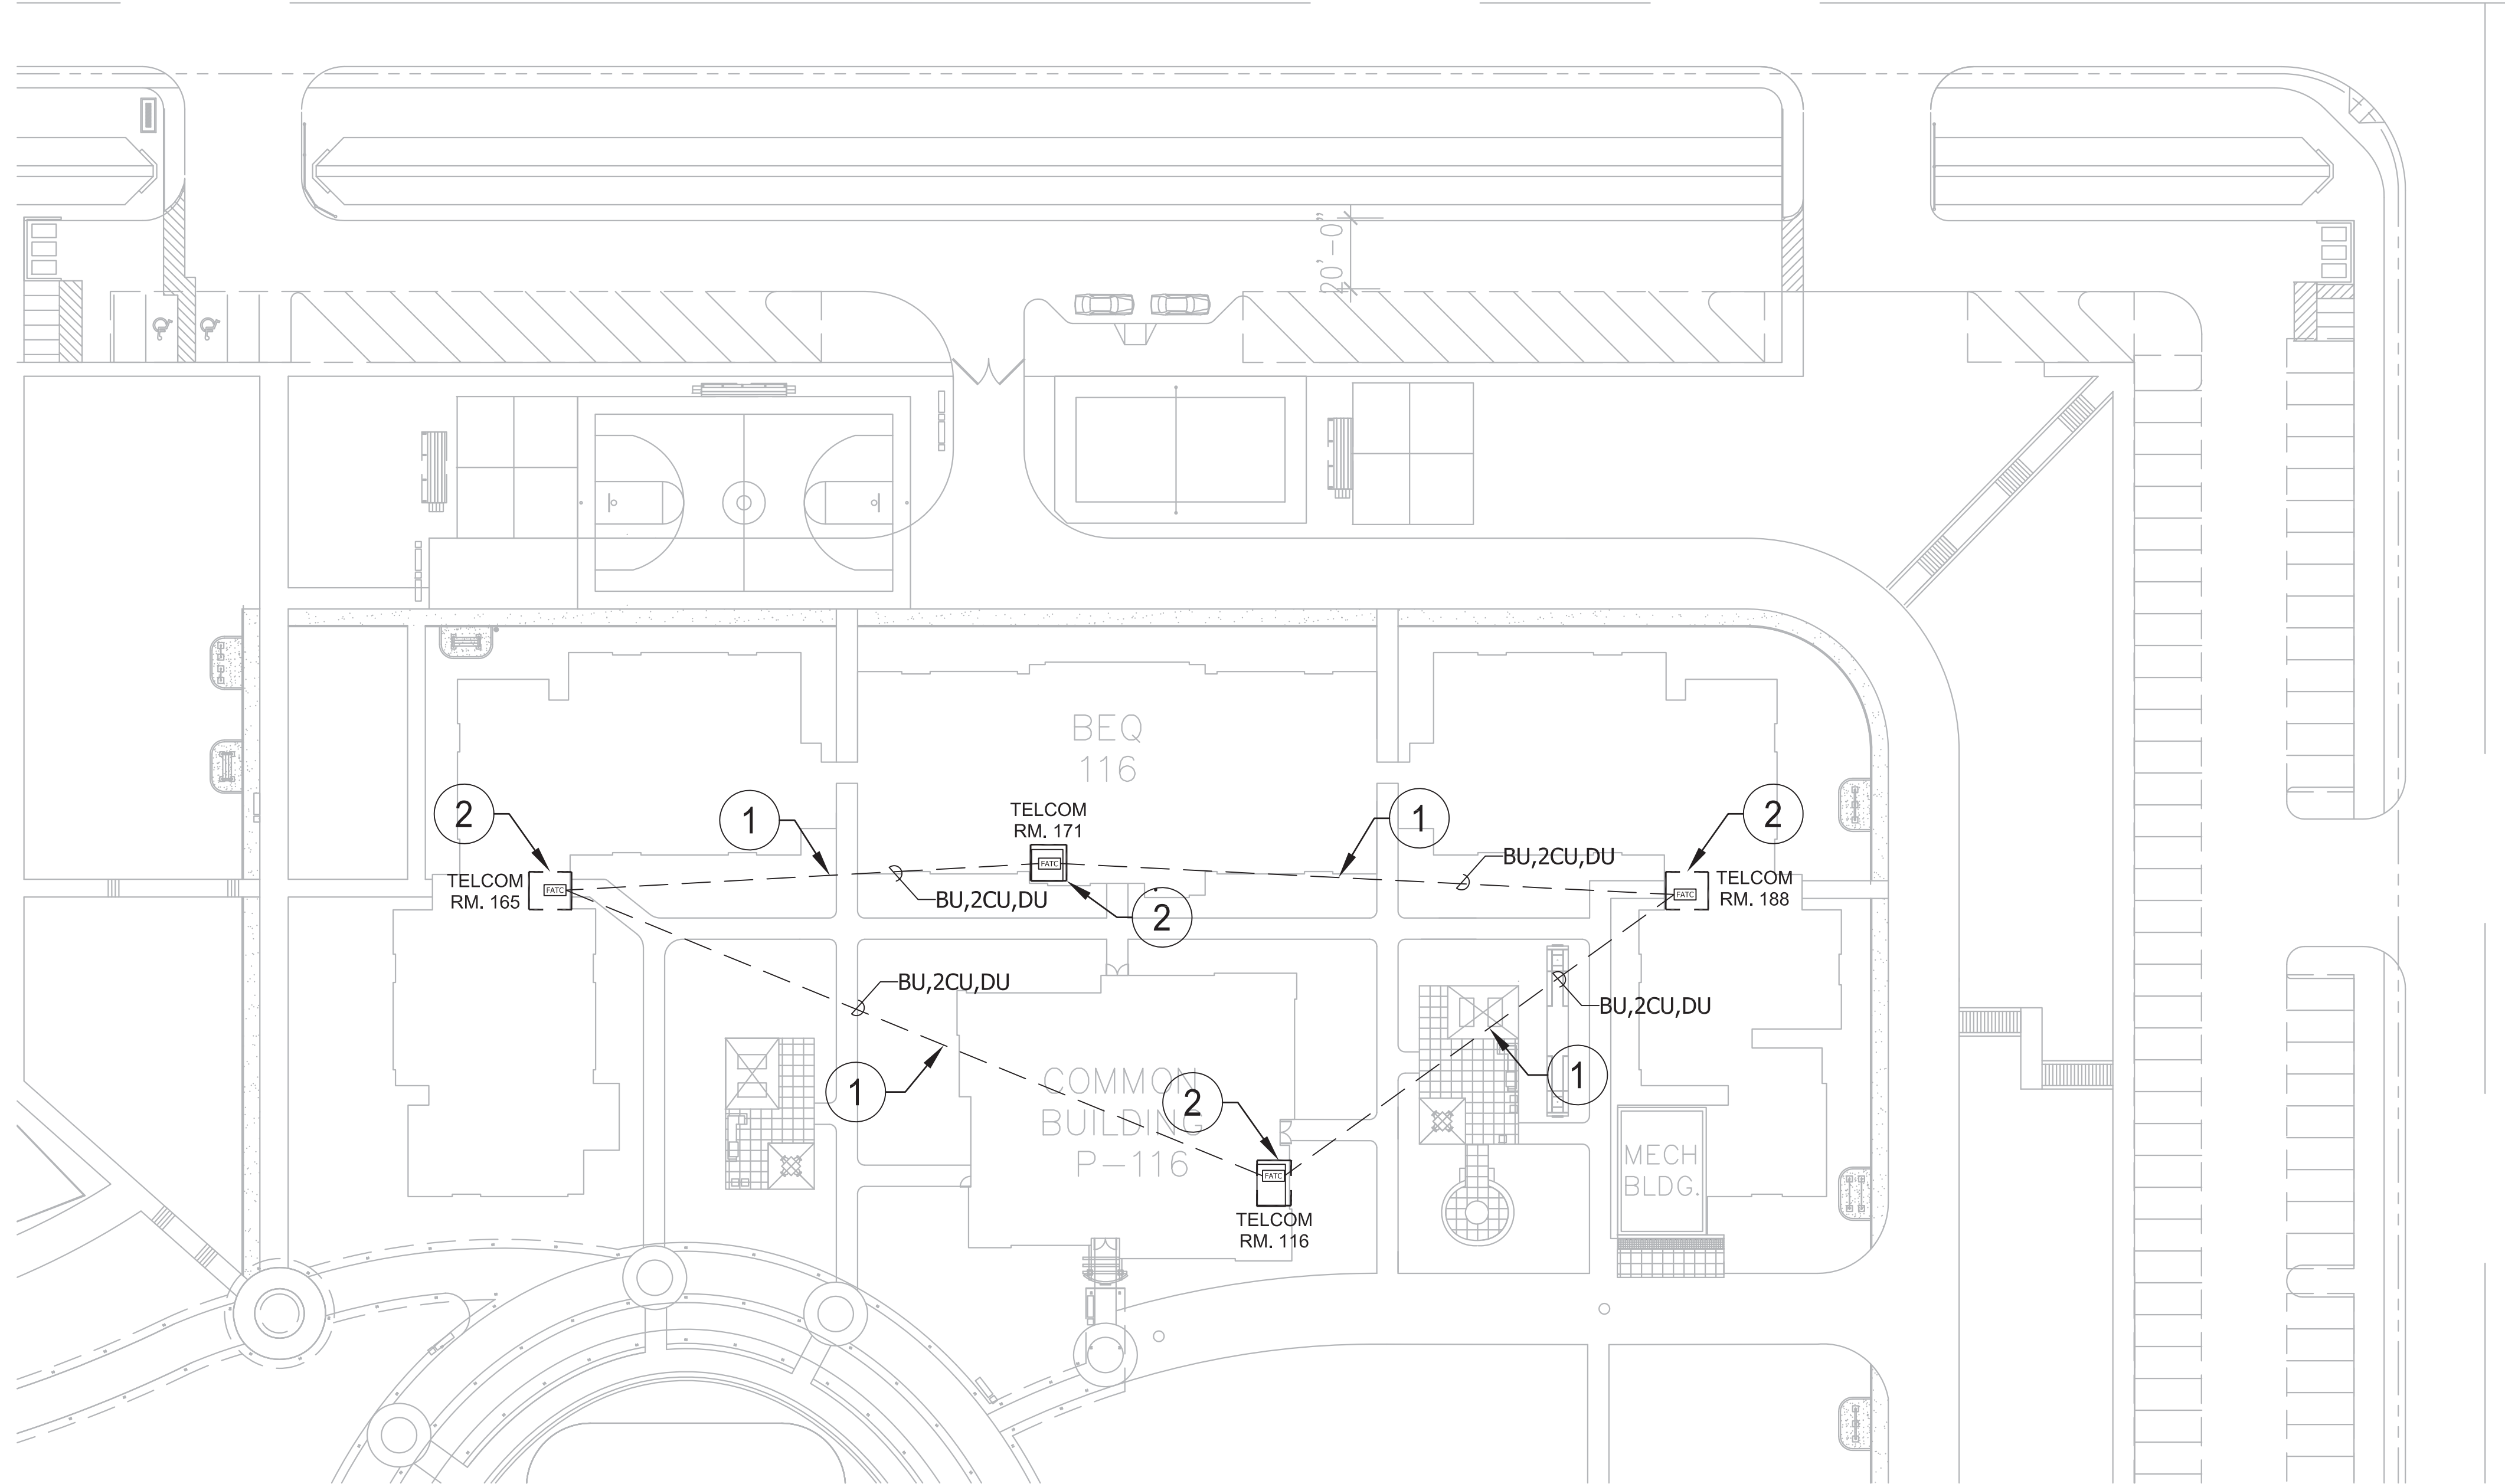 20'-0"
BEQ
116
2
1
TELCOM
RM. 171
FATC
1
2
BU,2CU,DU
TELCOM
RM. 165
FATC
BU,2CU,DU
2
FATC
TELCOM
RM. 188
BU,2CU,DU
BU,2CU,DU
1
COMMON
BUILDING
P-116
2
1
MECH
BLDG.
FATC
TELCOM
RM. 116